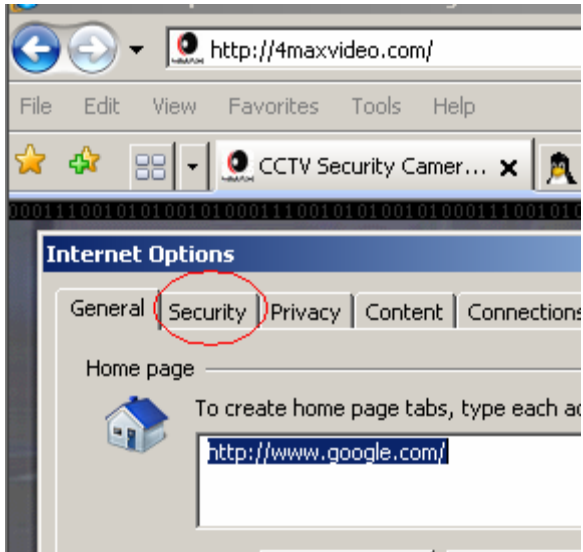 http://4maxvideo.com/
File Edit View Favorites Tools Help
CCTV Security Camer...
Internet Options
General Security Privacy Content Connections
Home page
To create home page tabs, type each
http://www.google.com/